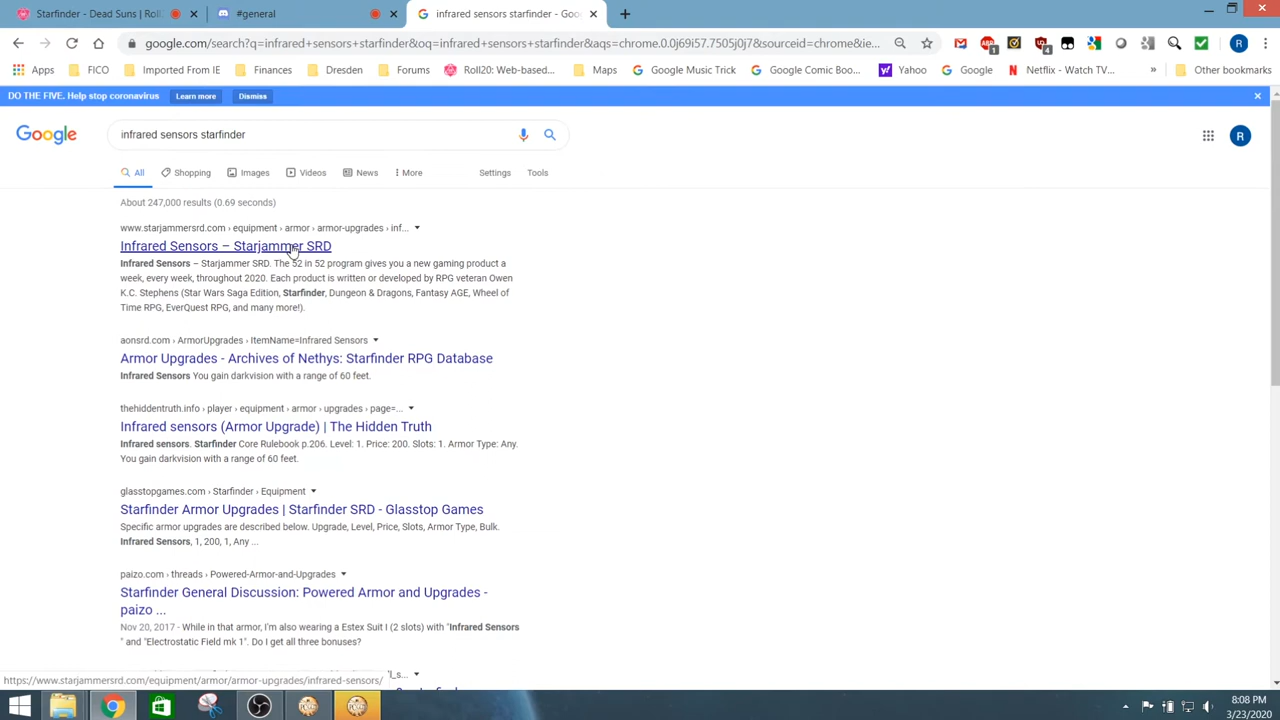 Starfinder - Dead Suns | Roll
#general
infrared sensors starfinder - Goo
google.com/search?q=infrared+sensors+starfinder&oq=infrared+sensors+starfinder&aqs=chrome.0.0j69i57.7505j0j7&sourceid=chrome&ie...
Apps FICO Imported From IE Finances Dresden Forums Roll20: Web-based... Maps Google Music Trick Google Comic Boo... Yahoo Google Netflix - Watch TV... » Other bookmarks
DO THE FIVE. Help stop coronavirus Learn more Dismiss
Google infrared sensors starfinder R
All Shopping Images Videos News More Settings Tools
About 247,000 results (0.69 seconds)
www.starjammersrd.com › equipment › armor › armor-upgrades › inf...
Infrared Sensors – Starjammer SRD
Infrared Sensors – Starjammer SRD. The 52 in 52 program gives you a new gaming product a
week, every week, throughout 2020. Each product is written or developed by RPG veteran Owen
K.C. Stephens (Star Wars Saga Edition, Starfinder, Dungeon & Dragons, Fantasy AGE, Wheel of
Time RPG, EverQuest RPG, and many more!).
aonsrd.com › ArmorUpgrades › ItemName=Infrared Sensors
Armor Upgrades - Archives of Nethys: Starfinder RPG Database
Infrared Sensors You gain darkvision with a range of 60 feet.
thehiddentruth.info › player › equipment › armor › upgrades › page=...
Infrared sensors (Armor Upgrade) | The Hidden Truth
Infrared sensors. Starfinder Core Rulebook p.206. Level: 1. Price: 200. Slots: 1. Armor Type: Any.
You gain darkvision with a range of 60 feet.
glasstopgames.com › Starfinder › Equipment
Starfinder Armor Upgrades | Starfinder SRD - Glasstop Games
Specific armor upgrades are described below. Upgrade, Level, Price, Slots, Armor Type, Bulk.
Infrared Sensors, 1, 200, 1, Any ...
paizo.com › threads › Powered-Armor-and-Upgrades
Starfinder General Discussion: Powered Armor and Upgrades -
paizo ...
Nov 20, 2017 - While in that armor, I'm also wearing a Estex Suit I (2 slots) with "Infrared Sensors
" and "Electrostatic Field mk 1". Do I get all three bonuses?
https://www.starjammersrd.com/equipment/armor/armor-upgrades/infrared-sensors/
8:08 PM
3/23/2020